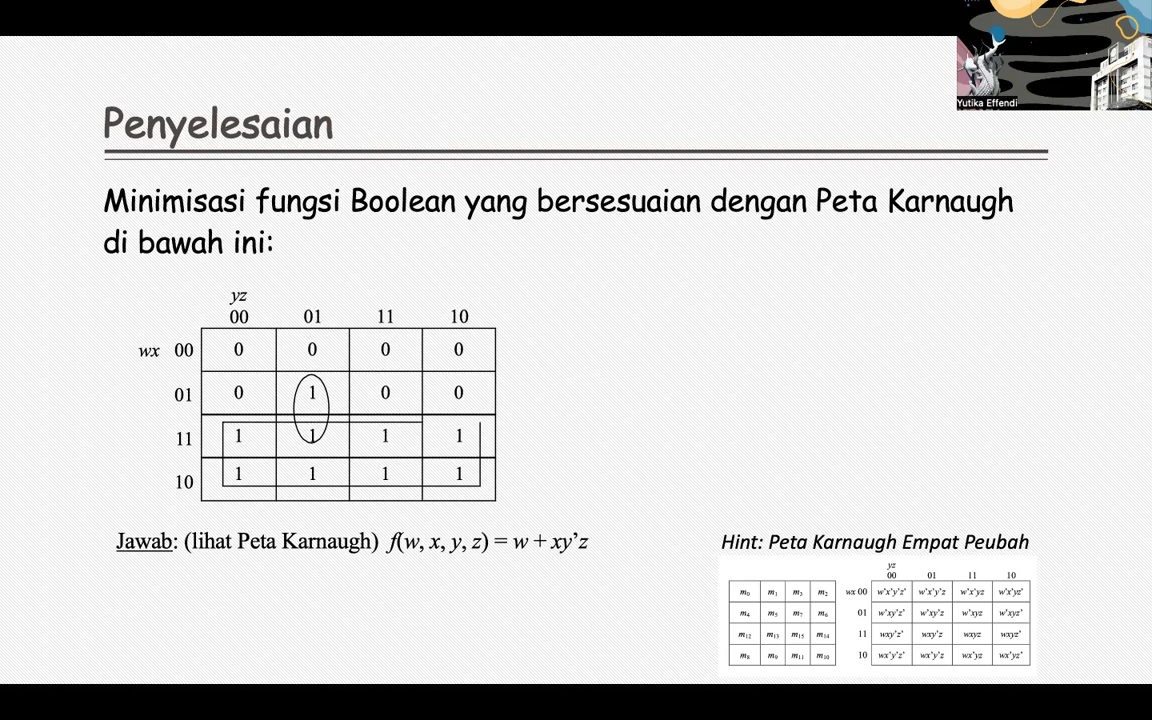 Yutika Effendi
Penyelesaian
Minimisasi fungsi Boolean yang bersesuaian dengan Peta Karnaugh
di bawah ini:
yz
00 01 11 10
wx 00 0 0 0 0
01 0 1 0 0
11 1 1 1 1
10 1 1 1 1
Jawab: (lihat Peta Karnaugh) f(w, x, y, z) = w + xy’z
Hint: Peta Karnaugh Empat Peubah
yz
00 01 11 10
m0 m1 m3 m2 wx 00 w’x’y’z’ w’x’y’z w’x’yz w’x’yz’
m4 m5 m7 m6 01 w’xy’z’ w’xy’z w’xyz w’xyz’
m12 m13 m15 m14 11 wxy’z’ wxy’z wxyz wxyz’
m8 m9 m11 m10 10 wx’y’z’ wx’y’z wx’yz wx’yz’